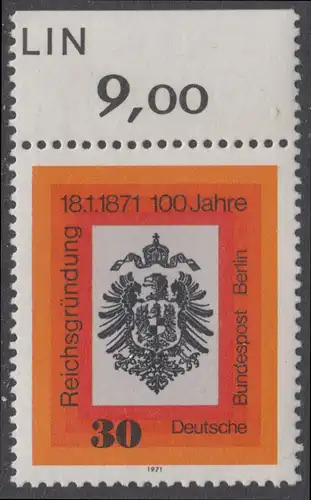 LIN
9,00
18.1.1871 100 Jahre
Reichsgründung
Deutsche
Bundespost Berlin
30
1971